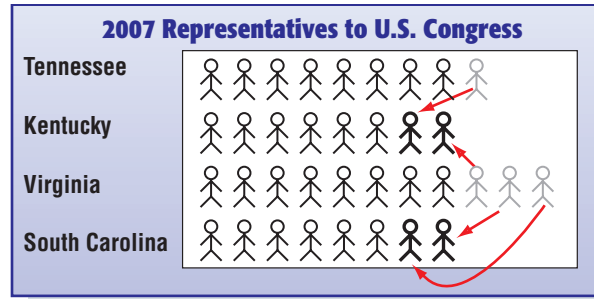 2007 Representatives to U.S. Congress
Tennessee
Kentucky
Virginia
South Carolina